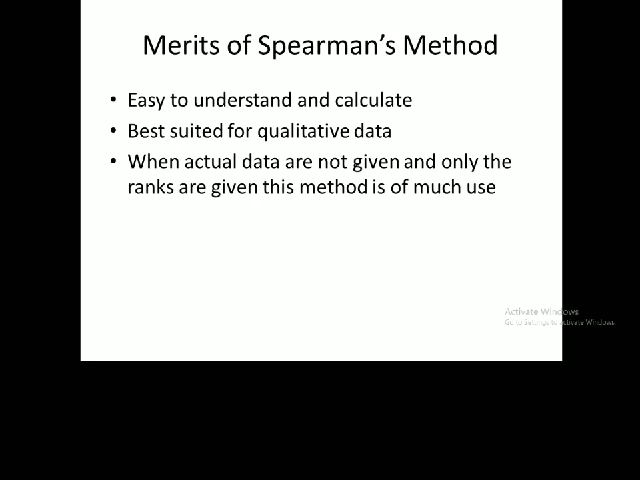 Merits of Spearman's Method
• Easy to understand and calculate
• Best suited for qualitative data
• When actual data are not given and only the
ranks are given this method is of much use
Activate Windows
Go to Settings to activate Windows.